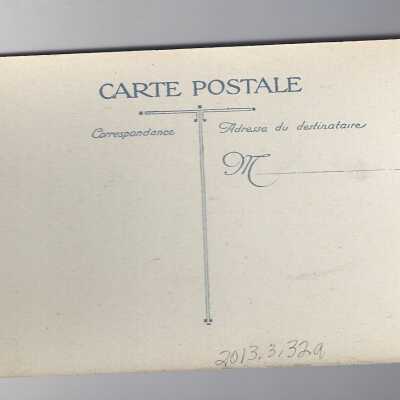 CARTE POSTALE
Correspondance
Adresse du destinataire
M
2013.3.32a